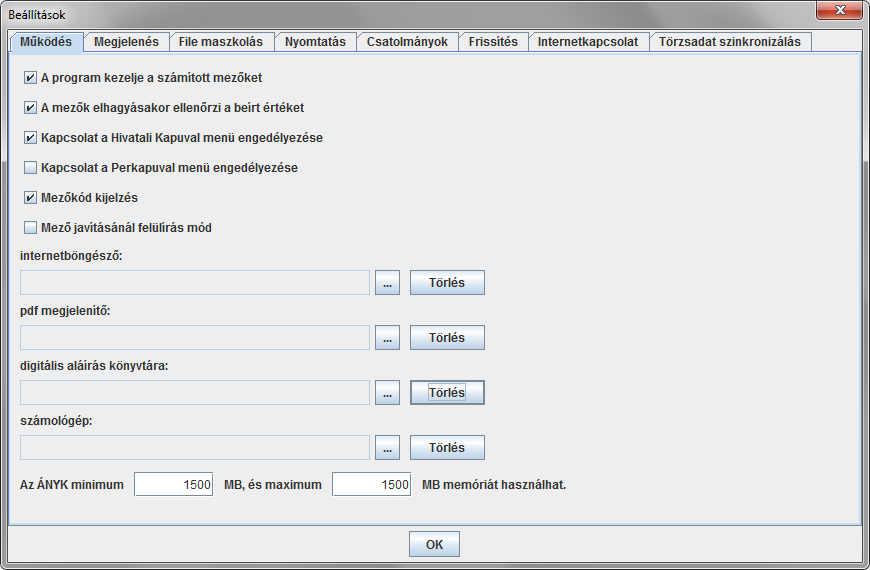 Beállítások
Működés Megjelenés File maszkolás Nyomtatás Csatolmányok Frissítés Internetkapcsolat Törzsadat szinkronizálás
A program kezelje a számított mezőket
A mezők elhagyásakor ellenőrzi a beírt értéket
Kapcsolat a Hivatali Kapuval menü engedélyezése
Kapcsolat a Perkapuval menü engedélyezése
Mezőkód kijelzés
Mező javításánál felülírás mód
internetböngésző:
... Törlés
pdf megjelenítő:
... Törlés
digitális aláírás könyvtára:
... Törlés
számológép:
... Törlés
Az ÁNYK minimum 1500 MB, és maximum 1500 MB memóriát használhat.
OK